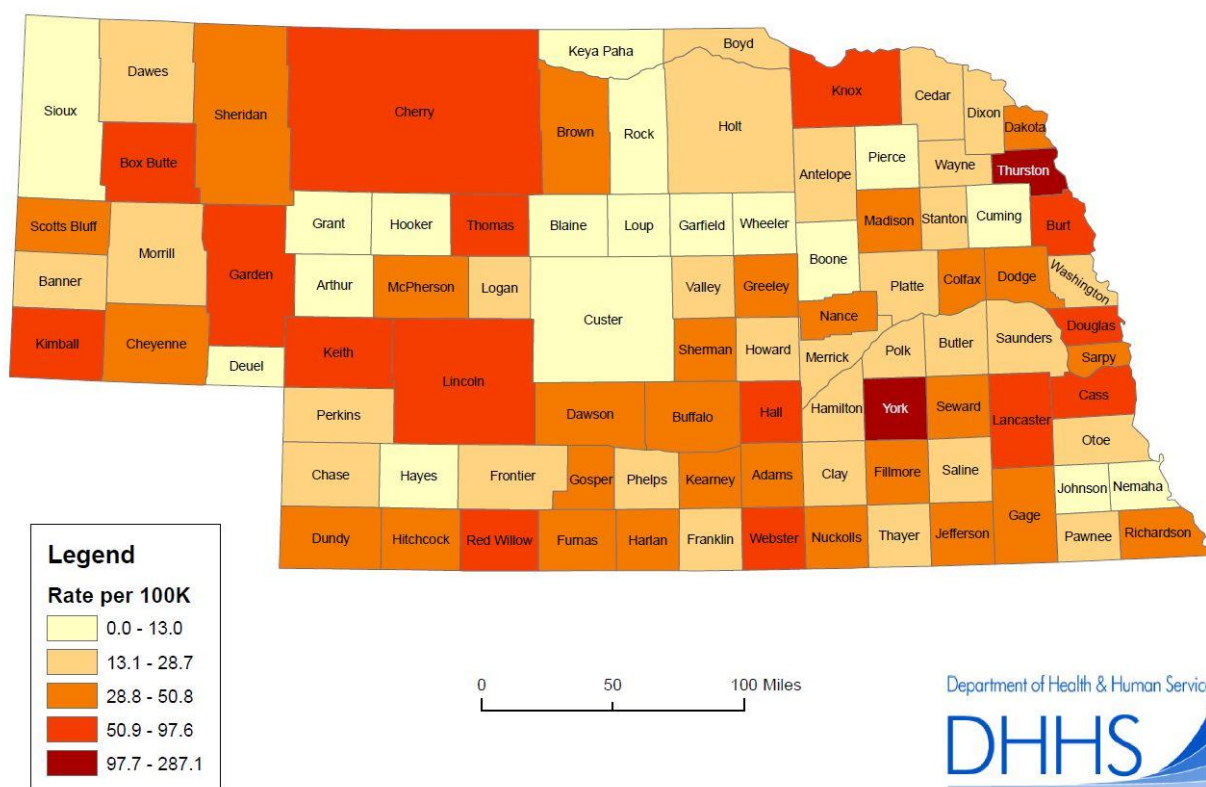 Keya Paha
Boyd
Dawes
Sioux
Sheridan
Cherry
Knox
Cedar
Dixon
Dakota
Brown
Rock
Holt
Box Butte
Pierce
Wayne
Thurston
Antelope
Scotts Bluff
Morrill
Garden
Grant
Hooker
Thomas
Blaine
Loup
Garfield
Wheeler
Madison
Stanton
Cuming
Burt
Boone
Banner
Arthur
McPherson
Logan
Custer
Valley
Greeley
Platte
Colfax
Dodge
Washington
Nance
Kimball
Cheyenne
Deuel
Keith
Lincoln
Sherman
Howard
Merrick
Polk
Butler
Saunders
Douglas
Sarpy
Perkins
Dawson
Buffalo
Hall
Hamilton
York
Seward
Lancaster
Cass
Otoe
Chase
Hayes
Frontier
Gosper
Phelps
Kearney
Adams
Clay
Fillmore
Saline
Gage
Johnson
Nemaha
Dundy
Hitchcock
Red Willow
Furnas
Harlan
Franklin
Webster
Nuckolls
Thayer
Jefferson
Pawnee
Richardson
Legend
Rate per 100K
0.0 - 13.0
13.1 - 28.7
28.8 - 50.8
50.9 - 97.6
97.7 - 287.1
0 50 100 Miles
Department of Health & Human Service
DHHS